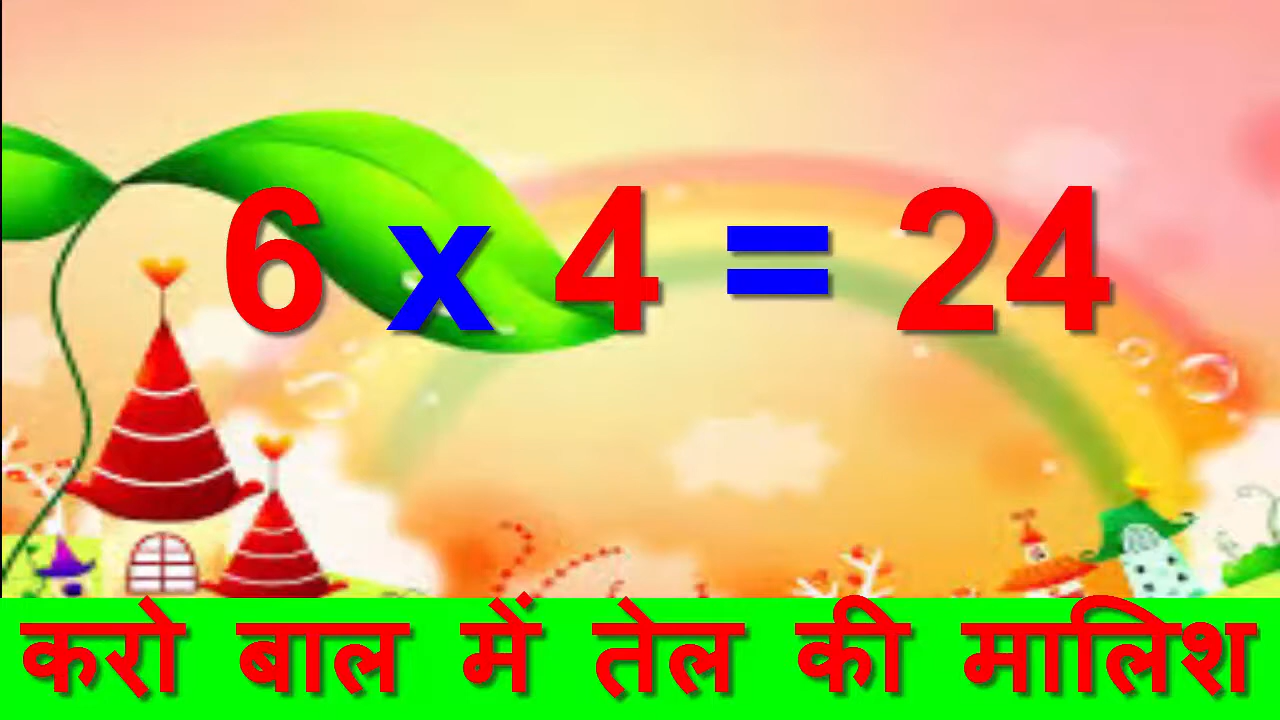 6 x 4 = 24
करो बाल में तेल की मालिश